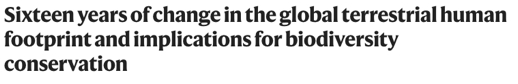 Sixteen years of change in the global terrestrial human
footprint and implications for biodiversity
conservation